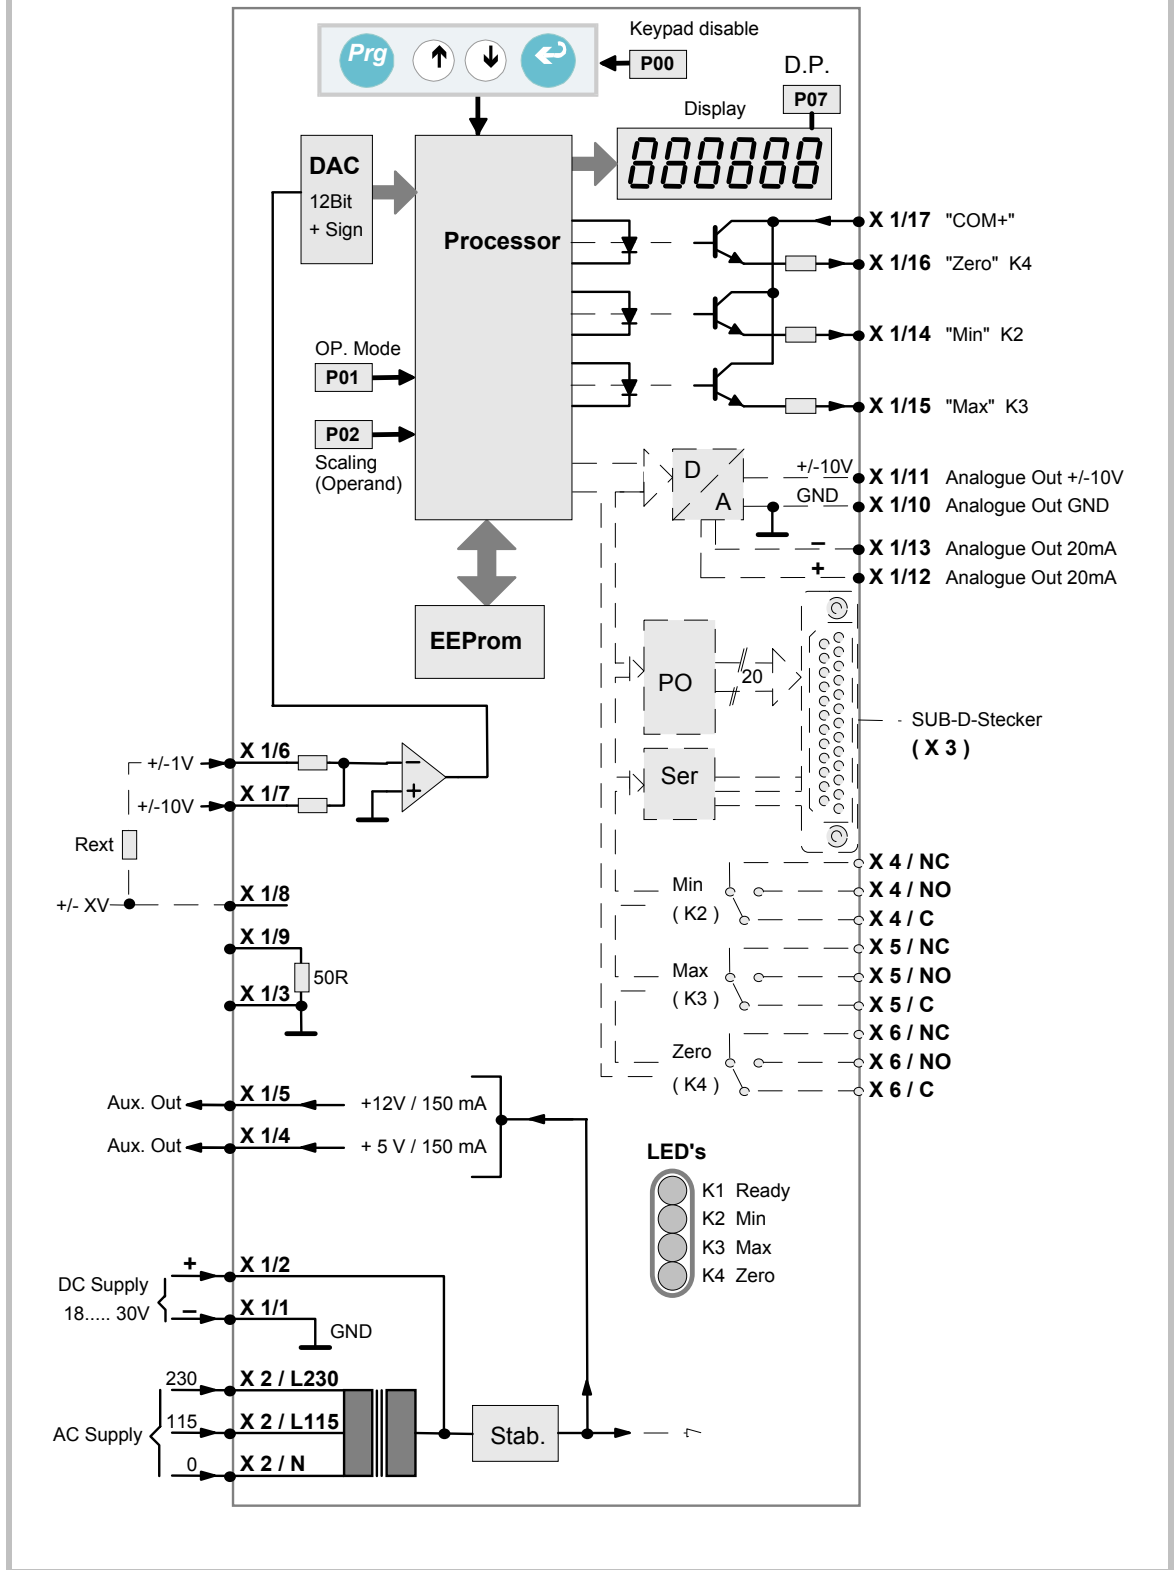 Keypad disable
Prg
P00
D.P.
P07
Display
888888
DAC
12Bit
+ Sign
Processor
X 1/17 "COM+"
X 1/16 "Zero" K4
X 1/14 "Min" K2
X 1/15 "Max" K3
OP. Mode
P01
P02
Scaling
(Operand)
D
A
+/-10V
X 1/11 Analogue Out +/-10V
GND
X 1/10 Analogue Out GND
–
X 1/13 Analogue Out 20mA
+
X 1/12 Analogue Out 20mA
EEProm
PO
20
SUB-D-Stecker
( X 3 )
Ser
+/-1V
X 1/6
–
+/-10V
X 1/7
+
Rext
+/- XV
X 1/8
X 1/9
50R
X 1/3
X 4 / NC
Min
X 4 / NO
( K2 )
X 4 / C
X 5 / NC
Max
X 5 / NO
( K3 )
X 5 / C
X 6 / NC
Zero
X 6 / NO
( K4 )
X 6 / C
Aux. Out
X 1/5
+12V / 150 mA
Aux. Out
X 1/4
+ 5 V / 150 mA
LED's
K1 Ready
K2 Min
K3 Max
K4 Zero
+
X 1/2
DC Supply
18..... 30V
–
X 1/1
GND
230
X 2 / L230
AC Supply
115
X 2 / L115
0
X 2 / N
Stab.